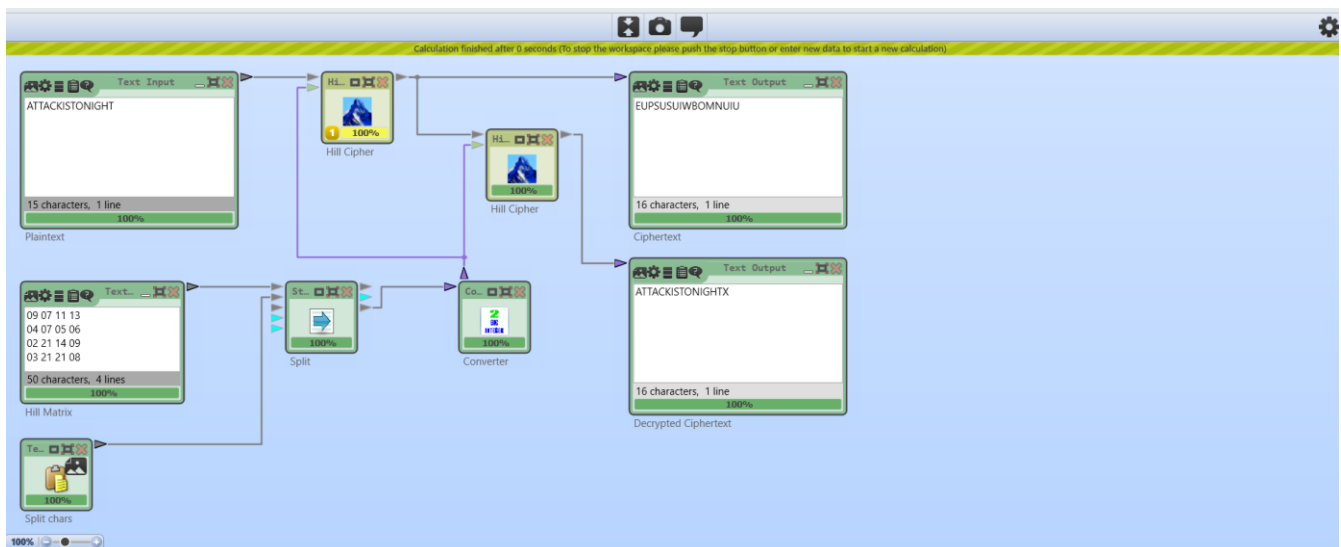 Calculation finished after 0 seconds (To stop the workspace please push the stop button or enter new data to start a new calculation)
Text Input
ATTACKISTONIGHT
15 characters, 1 line
100%
Plaintext
Hi...
1
100%
Hill Cipher
Hi...
100%
Hill Cipher
Text Output
EUPSUSUIWBOMNUIU
16 characters, 1 line
100%
Ciphertext
Text...
09 07 11 13
04 07 05 06
02 21 14 09
03 21 21 08
50 characters, 4 lines
100%
Hill Matrix
St...
100%
Split
Co...
2
INTEGER
100%
Converter
Text Output
ATTACKISTONIGHTX
16 characters, 1 line
100%
Decrypted Ciphertext
Te...
100%
Split chars
100%